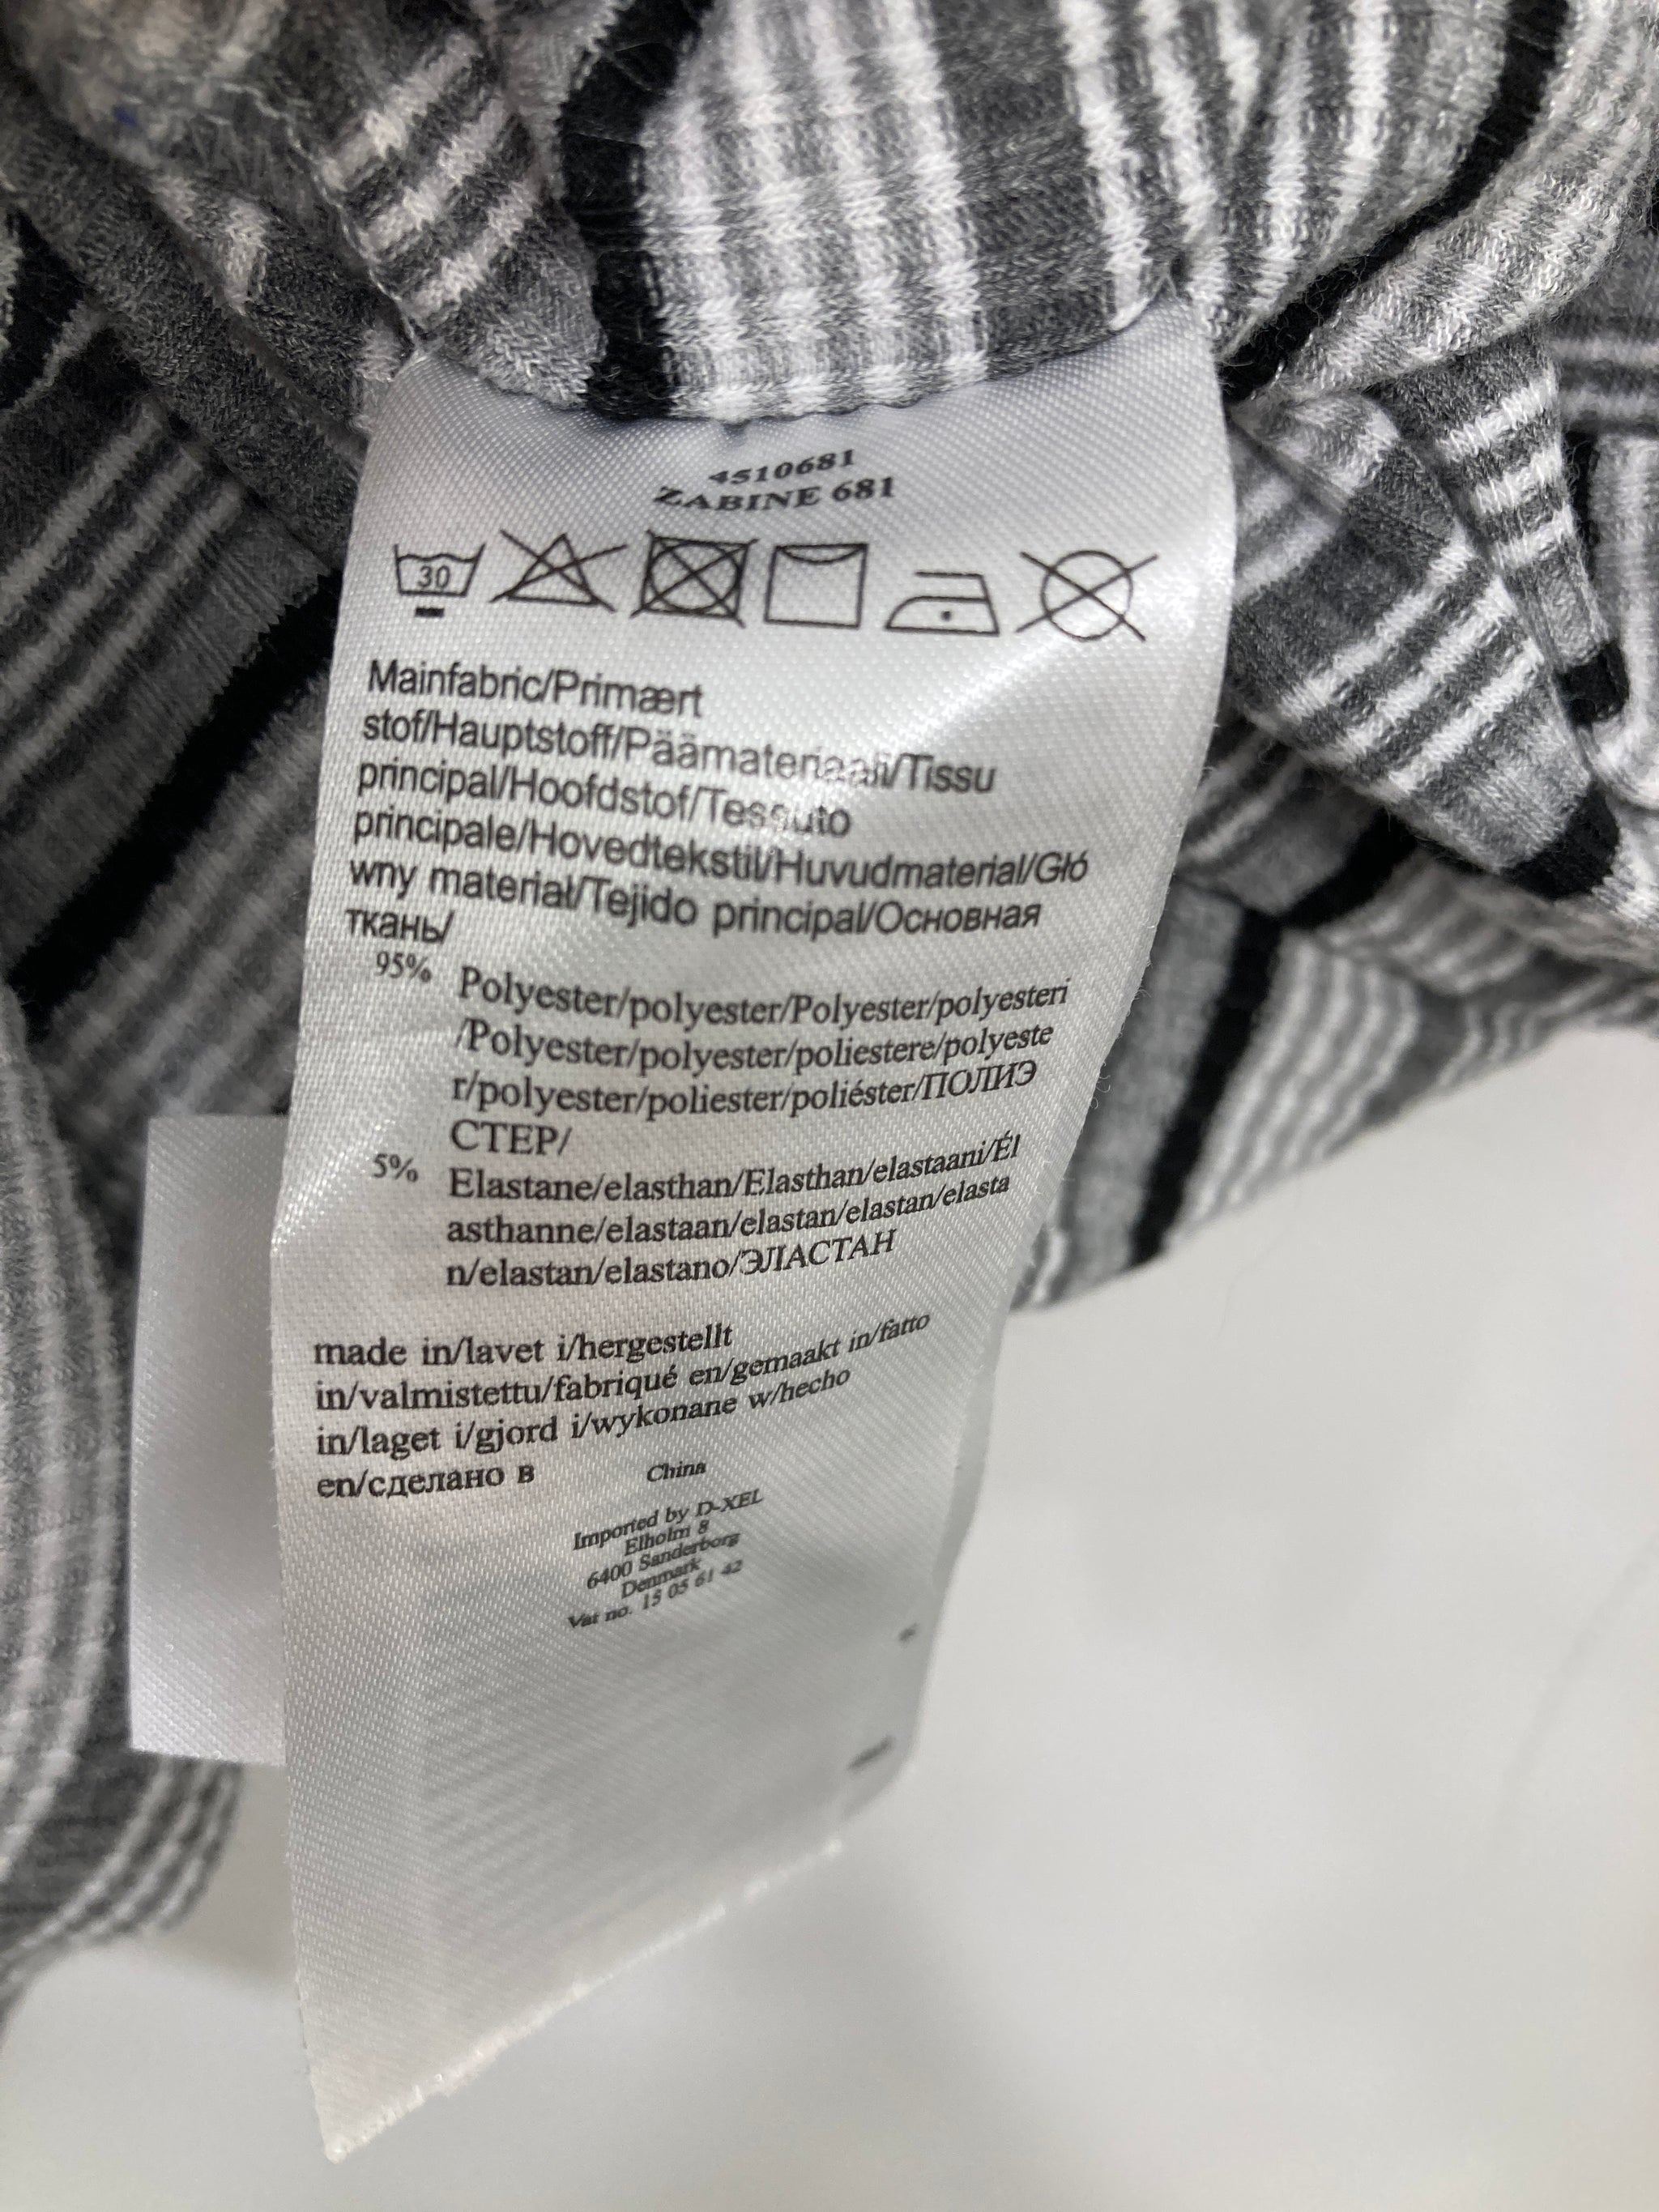 4510681
ZABINE 681
30
Mainfabric/Primært
stof/Hauptstoff/Päämateriaali/Tissu
principal/Hoofdstof/Tessuto
principale/Hovedtekstil/Huvudmaterial/Głó
wny materiał/Tejido principal/Основная
ткань/
95% Polyester/polyester/Polyester/polyesteri
/Polyester/polyester/poliestere/polyeste
r/polyester/poliester/poliéster/ПОЛИЭ
СТЕР/
5% Elastane/elasthan/Elasthan/elastaani/Él
asthanne/elastaan/elastan/elastan/elasta
n/elastan/elastano/ЭЛАСТАН
made in/lavet i/hergestellt
in/valmistettu/fabriqué en/gemaakt in/fatto
in/laget i/gjord i/wykonane w/hecho
en/сделано в China
Imported by D-XEL
Elholm 8
6400 Sønderborg
Denmark
Vat no. 15 05 61 42